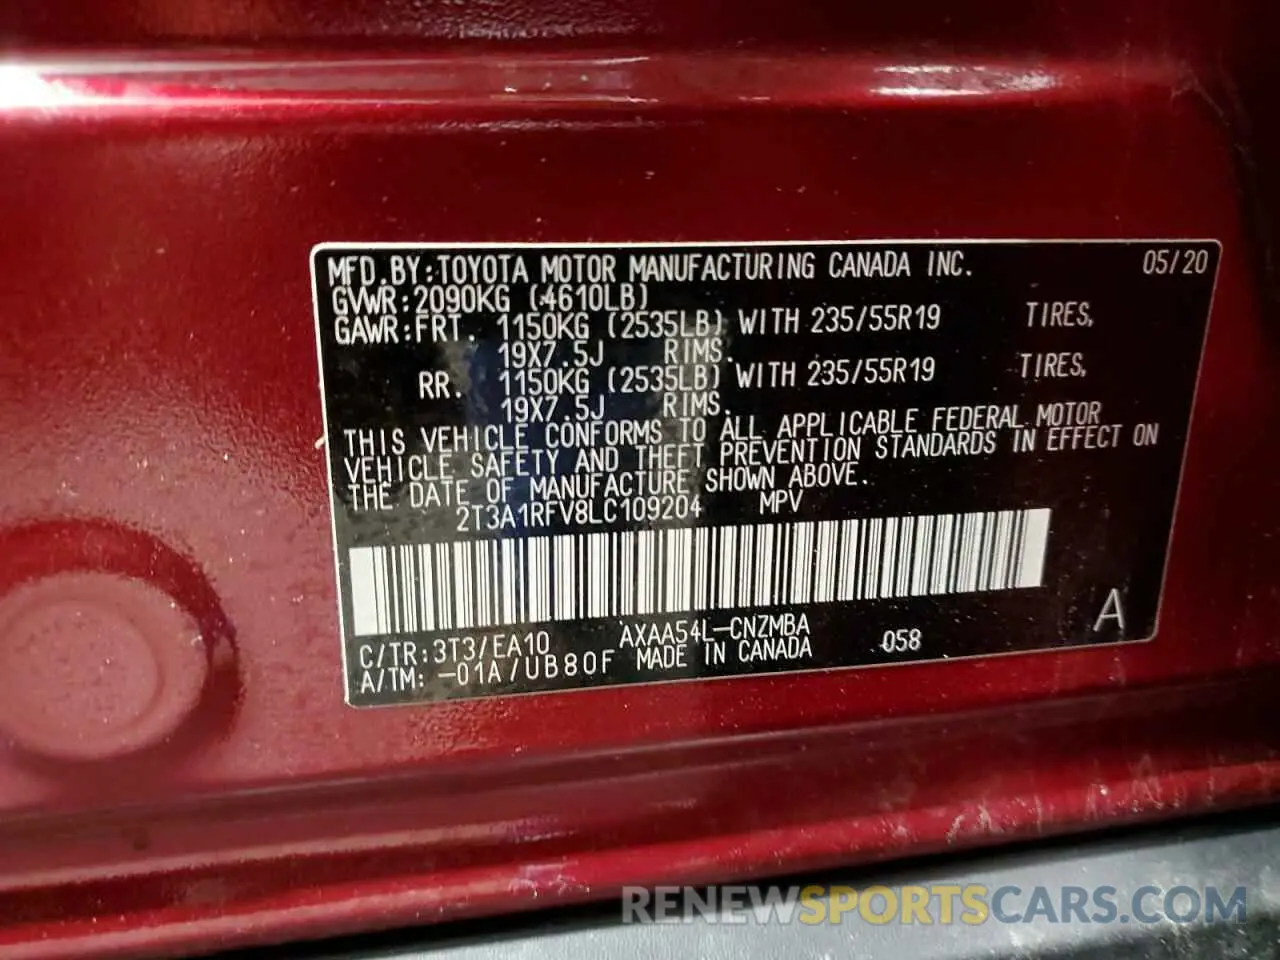 MFD.BY:TOYOTA MOTOR MANUFACTURING CANADA INC. 05/20
GVWR:2090KG (4610LB)
GAWR:FRT. 1150KG (2535LB) WITH 235/55R19 TIRES,
19X7.5J RIMS.
RR. 1150KG (2535LB) WITH 235/55R19 TIRES,
19X7.5J RIMS.
THIS VEHICLE CONFORMS TO ALL APPLICABLE FEDERAL MOTOR
VEHICLE SAFETY AND THEFT PREVENTION STANDARDS IN EFFECT ON
THE DATE OF MANUFACTURE SHOWN ABOVE.
2T3A1RFV8LC109204 MPV
A
C/TR:3T3/EA10 AXAA54L-CNZMBA 058
A/TM:-01A/UB80F MADE IN CANADA
RENEWSPORTSCARS.COM